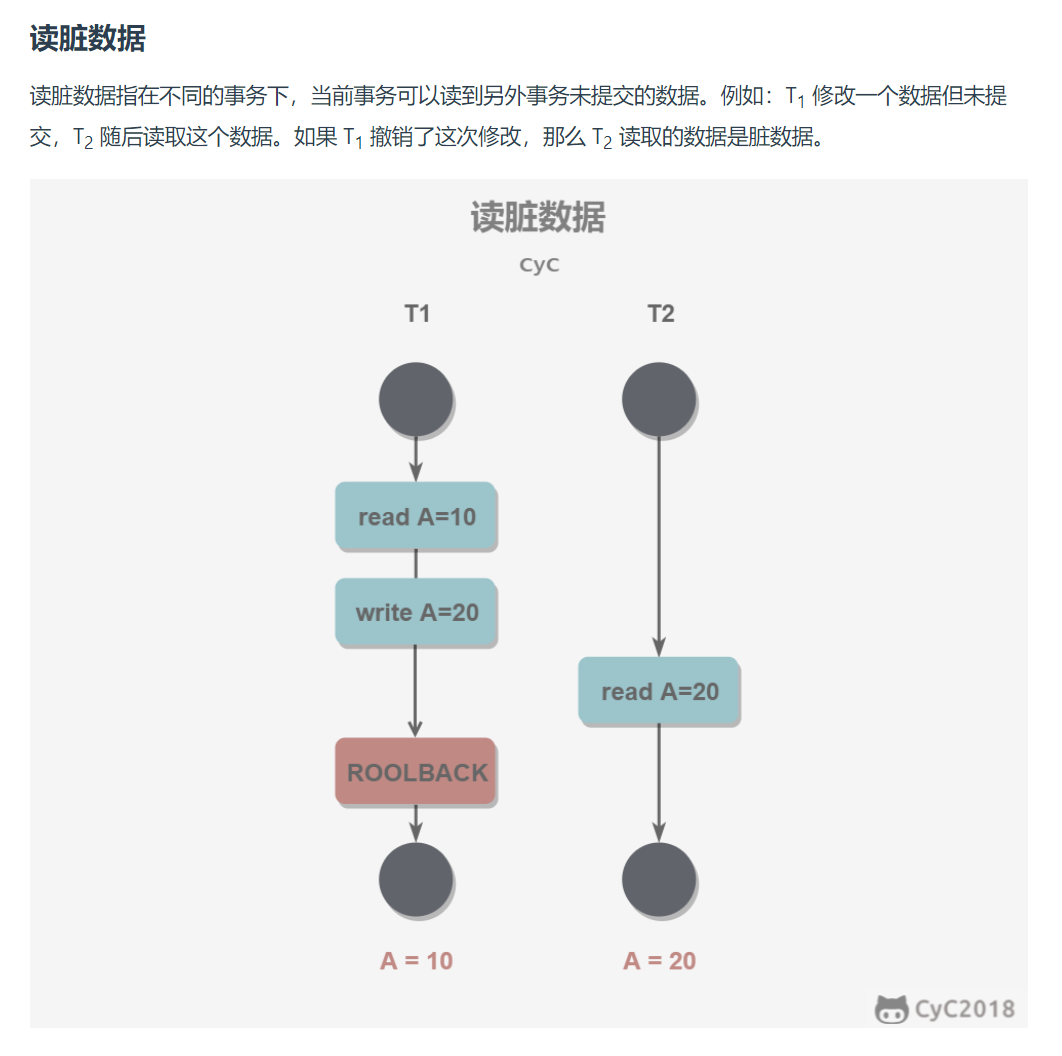 读脏数据
读脏数据指在不同的事务下，当前事务可以读到另外事务未提交的数据。例如：T1 修改一个数据但未提
交，T2 随后读取这个数据。如果 T1 撤销了这次修改，那么 T2 读取的数据是脏数据。
读脏数据
CyC
T1 T2
read A=10
write A=20
read A=20
ROOLBACK
A = 10 A = 20
CyC2018